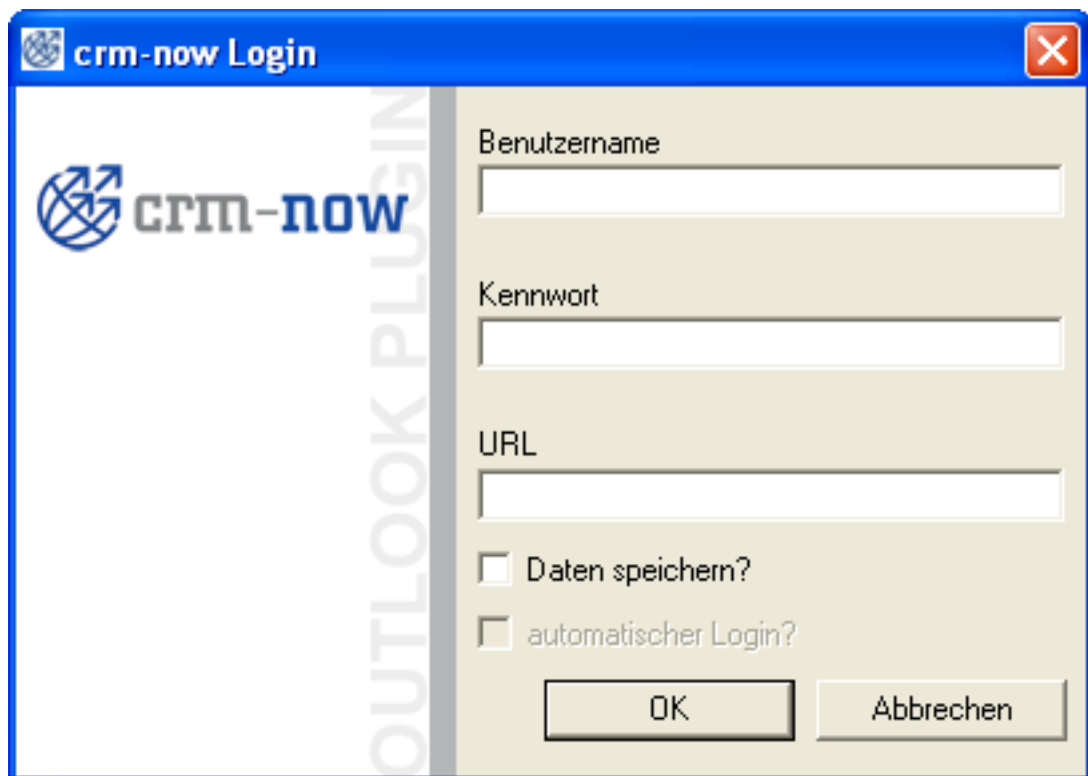 crm-now Login
crm-now
OUTLOOK PLUGIN
Benutzername
Kennwort
URL
Daten speichern?
automatischer Login?
OK
Abbrechen